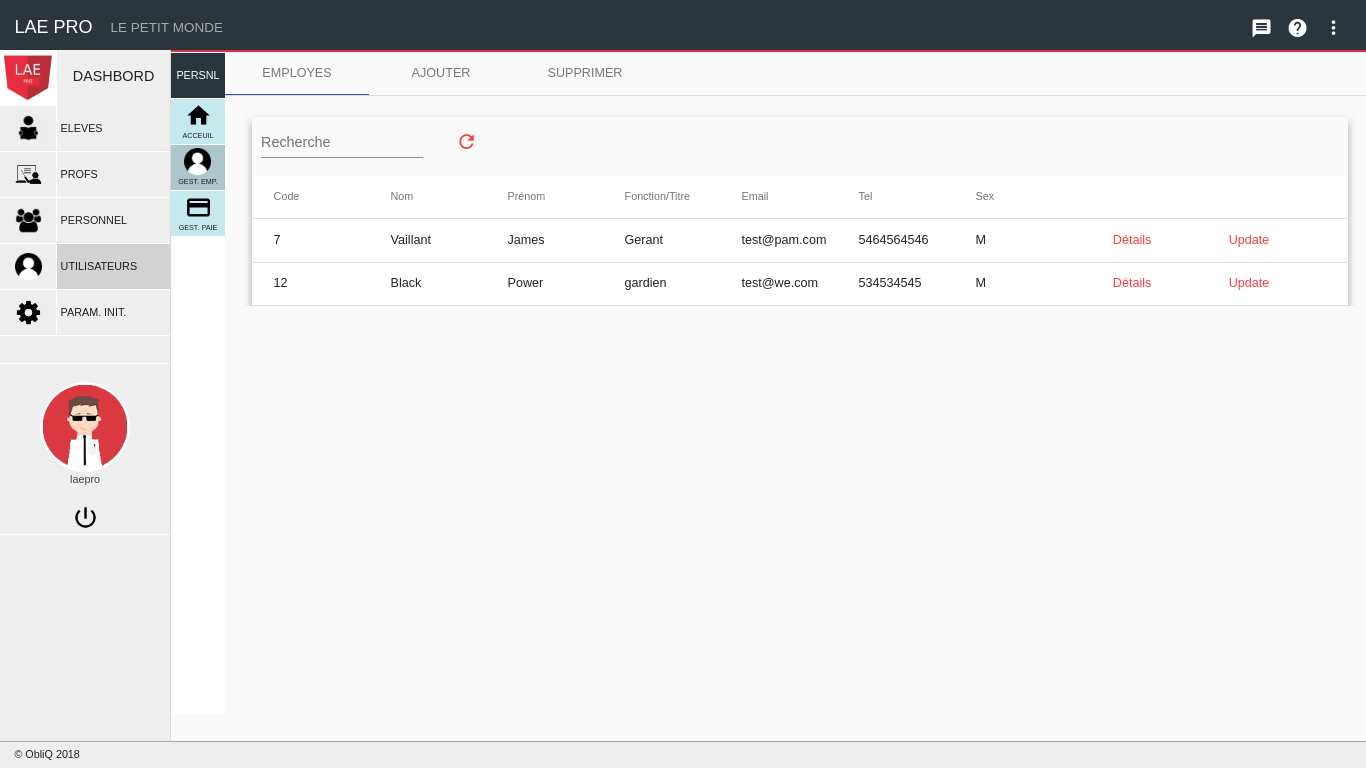 LAE PRO LE PETIT MONDE
LAE
PRO
DASHBORD
ELEVES
PROFS
PERSONNEL
UTILISATEURS
PARAM. INIT.
laepro
PERSNL
ACCEUIL
GEST. EMP.
GEST. PAIE
EMPLOYES AJOUTER SUPPRIMER
Recherche
Code Nom Prénom Fonction/Titre Email Tel Sex
7 Vaillant James Gerant test@pam.com 5464564546 M Détails Update
12 Black Power gardien test@we.com 534534545 M Détails Update
© ObliQ 2018